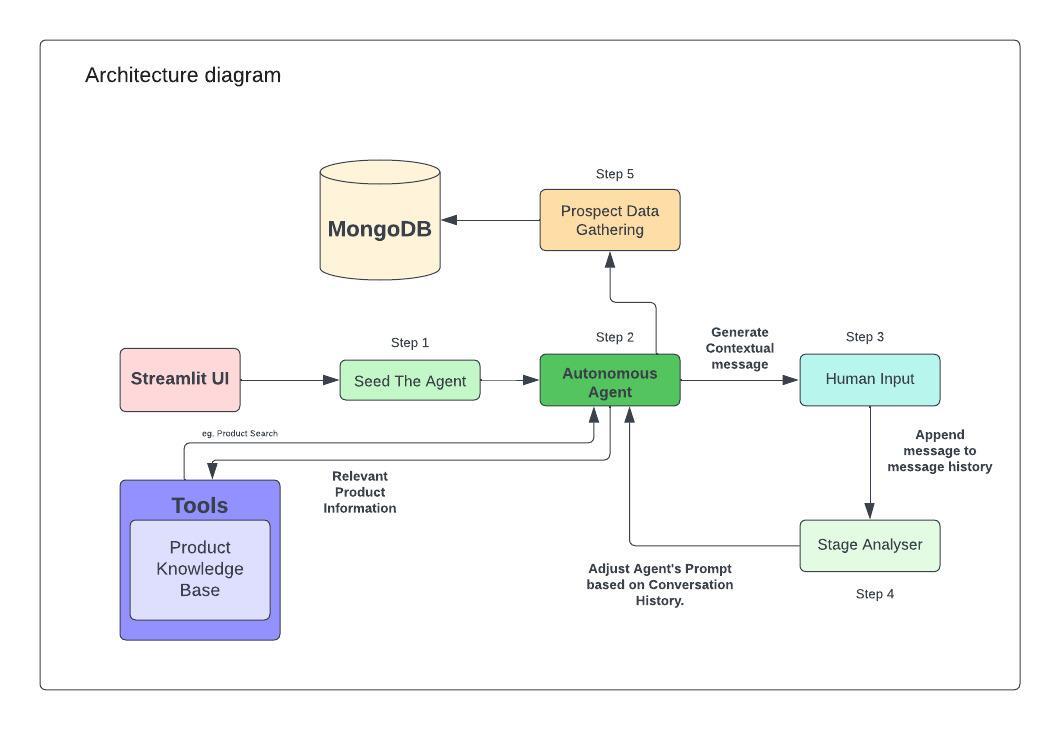 Architecture diagram
Step 5
MongoDB
Prospect Data
Gathering
Step 1
Step 2
Generate
Contextual
message
Step 3
Streamlit UI
Seed The Agent
Autonomous
Agent
Human Input
eg. Product Search
Append
message to
message history
Relevant
Product
Information
Tools
Product
Knowledge
Base
Stage Analyser
Adjust Agent's Prompt
based on Conversation
History.
Step 4